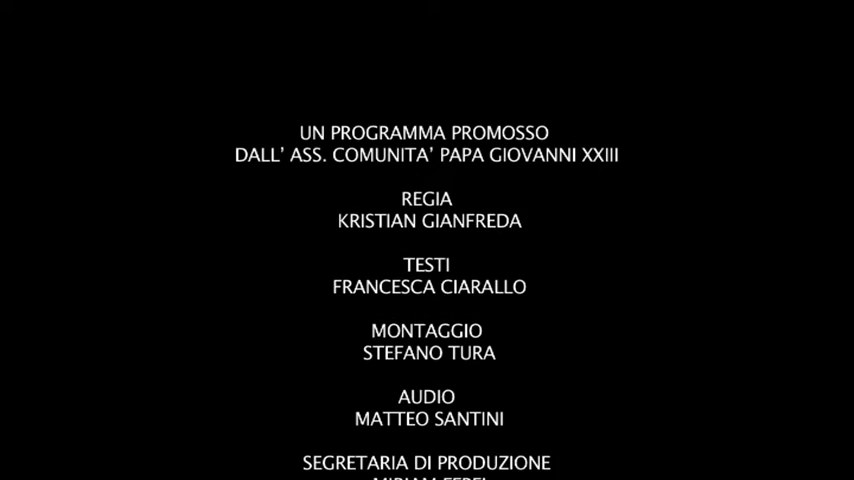 UN PROGRAMMA PROMOSSO
DALL' ASS. COMUNITA' PAPA GIOVANNI XXIII
REGIA
KRISTIAN GIANFREDA
TESTI
FRANCESCA CIARALLO
MONTAGGIO
STEFANO TURA
AUDIO
MATTEO SANTINI
SEGRETARIA DI PRODUZIONE